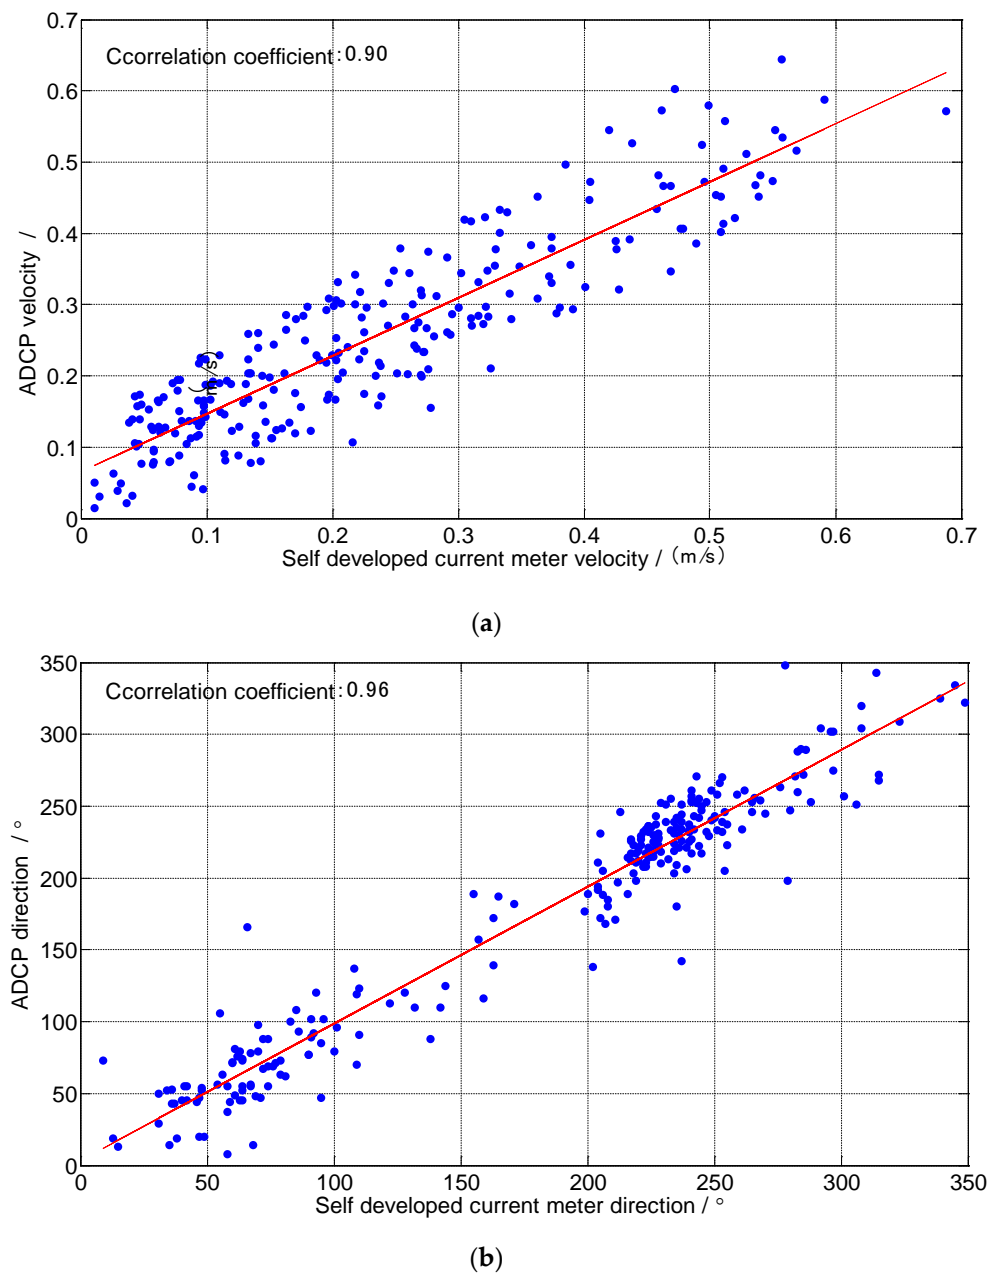 0.7
Ccorrelation coefficient:0.90
0.6
0.5
0.4
0.3
0.2
0.1
0
ADCP velocity / (m/s)
0 0.1 0.2 0.3 0.4 0.5 0.6 0.7
Self developed current meter velocity / (m/s)
(a)
350
Ccorrelation coefficient:0.96
300
250
200
150
100
50
0
ADCP direction / °
0 50 100 150 200 250 300 350
Self developed current meter direction / °
(b)